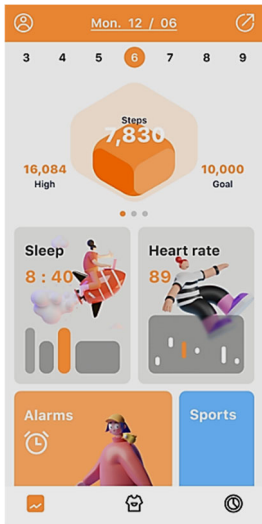 Mon. 12 / 06
3 4 5 6 7 8 9
Steps
7,830
16,084
High
10,000
Goal
Sleep
8 : 40
Heart rate
89
Alarms
Sports